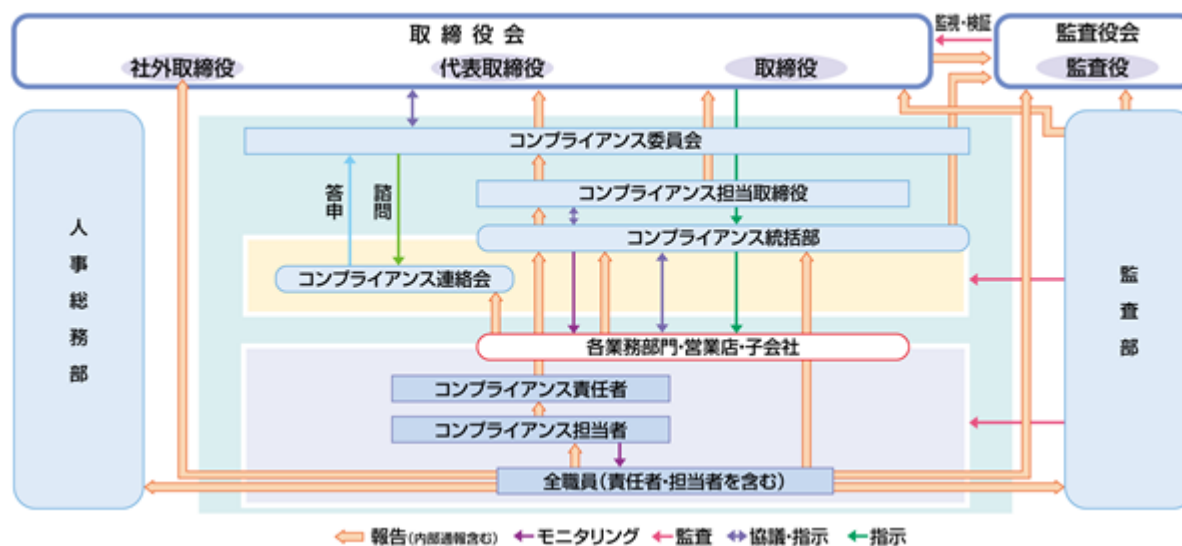 取締役会
社外取締役
代表取締役
取締役
監視・検証
監査役会
監査役
コンプライアンス委員会
答申
諮問
コンプライアンス担当取締役
コンプライアンス統括部
コンプライアンス連絡会
各業務部門・営業店・子会社
コンプライアンス責任者
コンプライアンス担当者
全職員(責任者・担当者を含む)
人事総務部
監査部
報告(内部通報含む) モニタリング 監査 協議・指示 指示